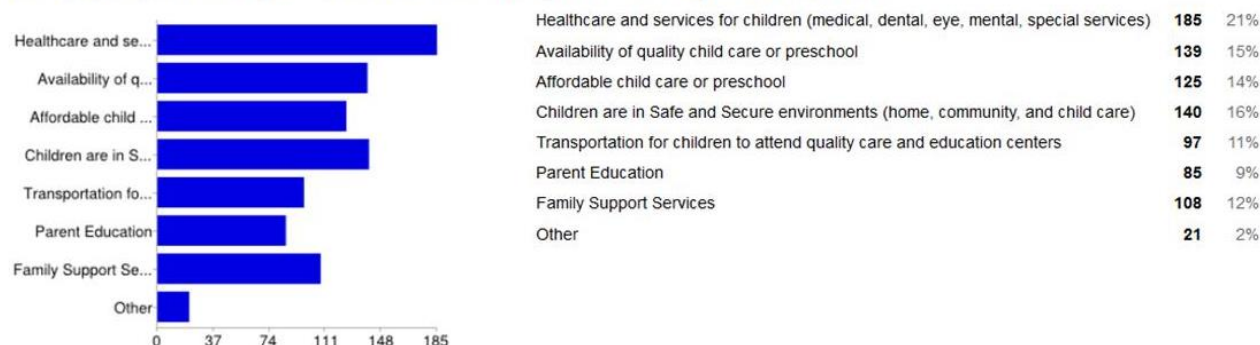 Healthcare and se...
Availability of q...
Affordable child ...
Children are in S...
Transportation fo...
Parent Education
Family Support Se...
Other
0 37 74 111 148 185
Healthcare and services for children (medical, dental, eye, mental, special services) 185 21%
Availability of quality child care or preschool 139 15%
Affordable child care or preschool 125 14%
Children are in Safe and Secure environments (home, community, and child care) 140 16%
Transportation for children to attend quality care and education centers 97 11%
Parent Education 85 9%
Family Support Services 108 12%
Other 21 2%